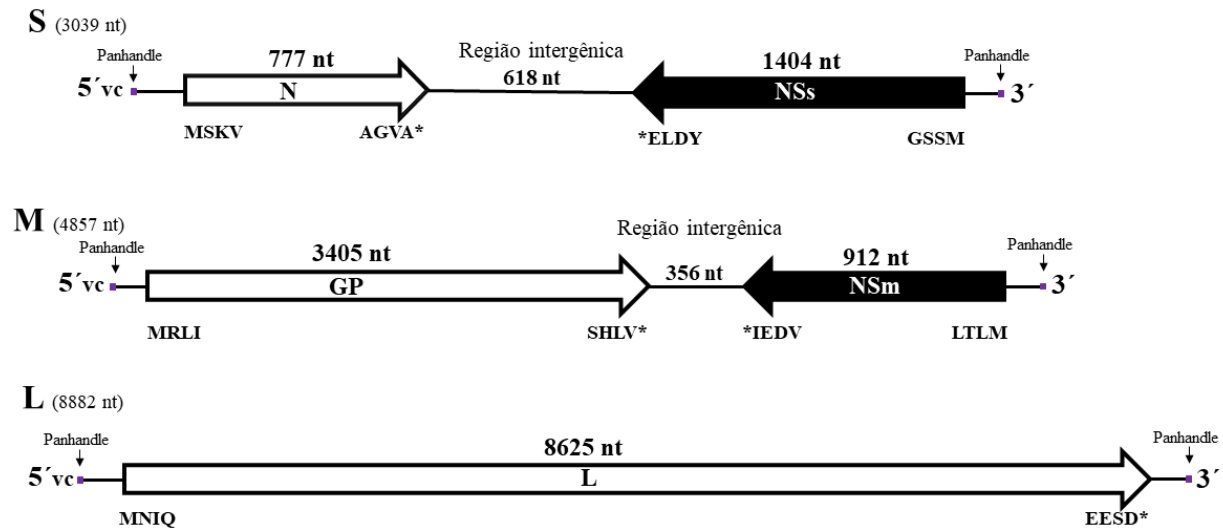 S (3039 nt)
Panhandle
777 nt
Região intergênica
618 nt
1404 nt
Panhandle
5´ vc
N
NSs
3´
MSKV
AGVA*
*ELDY
GSSM
M (4857 nt)
Panhandle
3405 nt
Região intergênica
356 nt
912 nt
Panhandle
5´ vc
GP
NSm
3´
MRLI
SHLV*
*IEDV
LTLM
L (8882 nt)
Panhandle
8625 nt
Panhandle
5´ vc
L
3´
MNIQ
EESD*